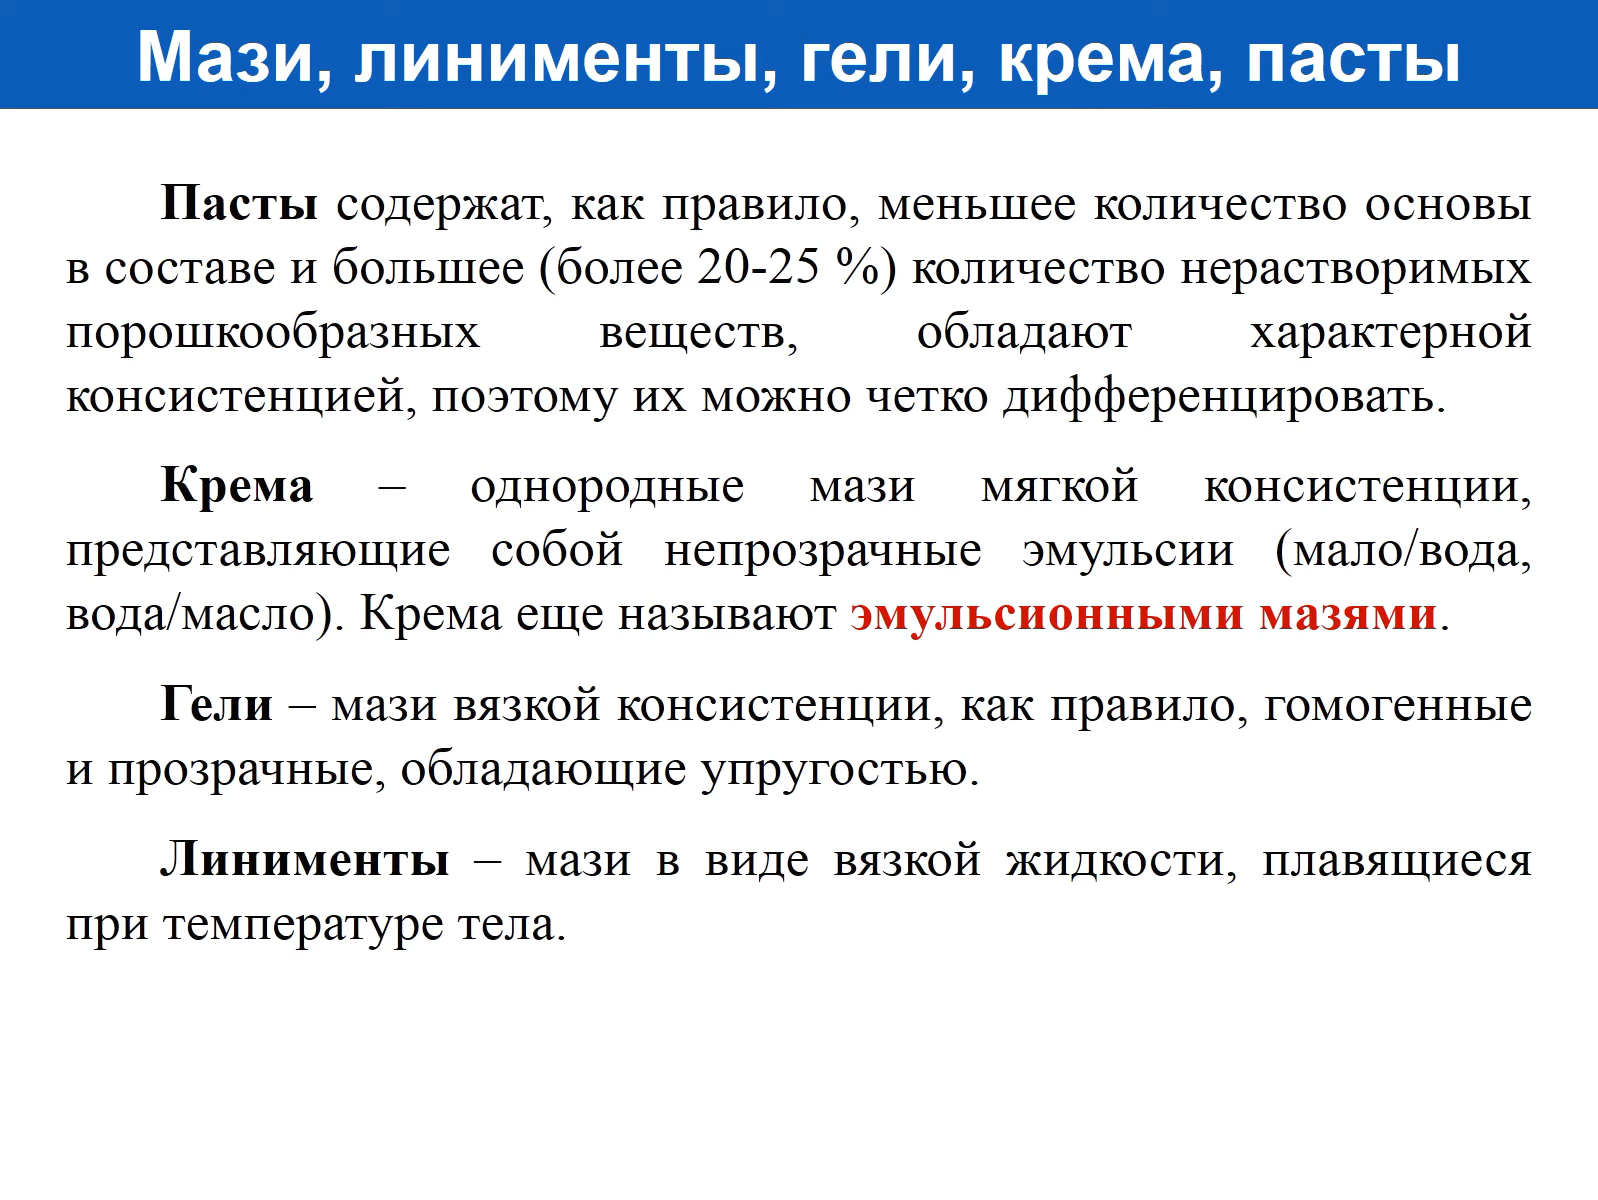 Мази, линименты, гели, крема, пасты
Пасты содержат, как правило, меньшее количество основы
в составе и большее (более 20-25 %) количество нерастворимых
порошкообразных веществ, обладают характерной
консистенцией, поэтому их можно четко дифференцировать.
Крема – однородные мази мягкой консистенции,
представляющие собой непрозрачные эмульсии (мало/вода,
вода/масло). Крема еще называют эмульсионными мазями.
Гели – мази вязкой консистенции, как правило, гомогенные
и прозрачные, обладающие упругостью.
Линименты – мази в виде вязкой жидкости, плавящиеся
при температуре тела.